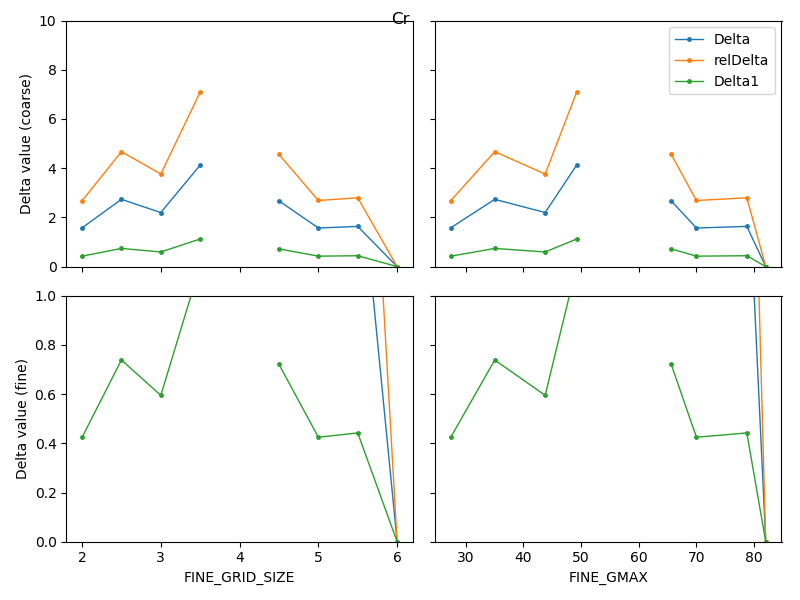 Cr
Delta value (coarse)
10
8
6
4
2
0
Delta
relDelta
Delta1
Delta value (fine)
1.0
0.8
0.6
0.4
0.2
0.0
2 3 4 5 6
FINE_GRID_SIZE
30 40 50 60 70 80
FINE_GMAX